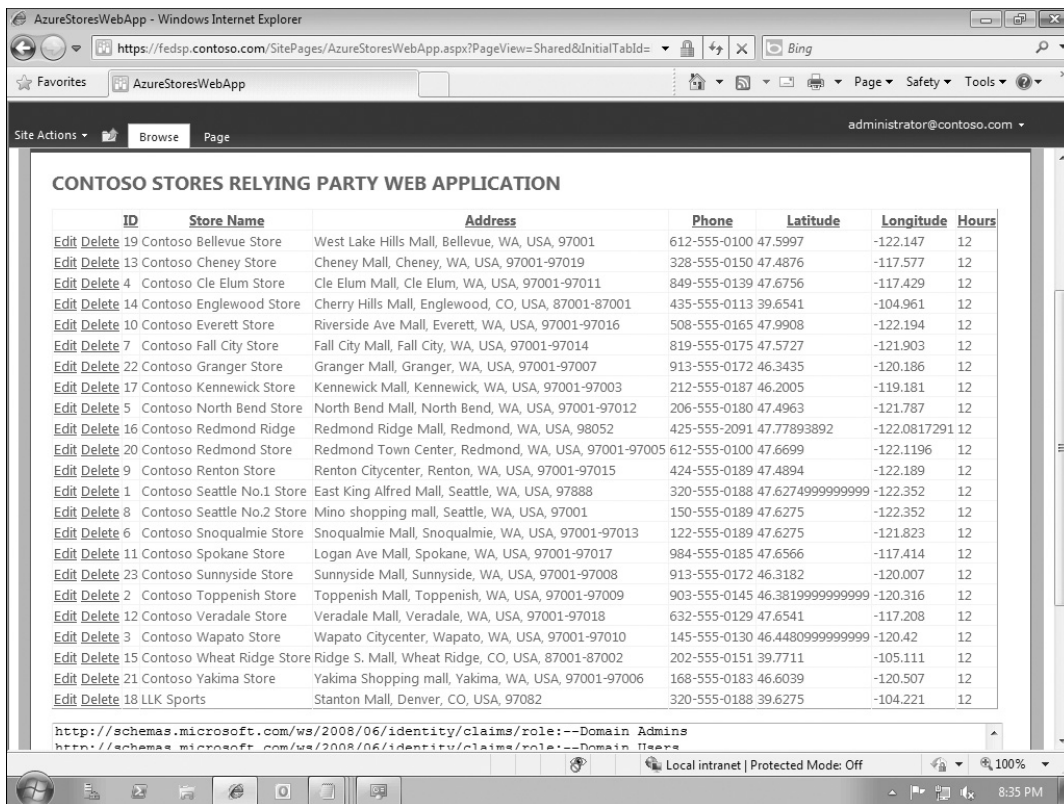 AzureStoresWebApp - Windows Internet Explorer
https://fedsp.contoso.com/SitePages/AzureStoresWebApp.aspx?PageView=Shared&InitialTabId=
Bing
Favorites AzureStoresWebApp Page Safety Tools
Site Actions Browse Page administrator@contoso.com
CONTOSO STORES RELYING PARTY WEB APPLICATION
ID Store Name Address Phone Latitude Longitude Hours
Edit Delete 19 Contoso Bellevue Store West Lake Hills Mall, Bellevue, WA, USA, 97001 612-555-0100 47.5997 -122.147 12
Edit Delete 13 Contoso Cheney Store Cheney Mall, Cheney, WA, USA, 97001-97019 328-555-0150 47.4876 -117.577 12
Edit Delete 4 Contoso Cle Elum Store Cle Elum Mall, Cle Elum, WA, USA, 97001-97011 849-555-0139 47.6756 -117.429 12
Edit Delete 14 Contoso Englewood Store Cherry Hills Mall, Englewood, CO, USA, 87001-87001 435-555-0113 39.6541 -104.961 12
Edit Delete 10 Contoso Everett Store Riverside Ave Mall, Everett, WA, USA, 97001-97016 508-555-0165 47.9908 -122.194 12
Edit Delete 7 Contoso Fall City Store Fall City Mall, Fall City, WA, USA, 97001-97014 819-555-0175 47.5727 -121.903 12
Edit Delete 22 Contoso Granger Store Granger Mall, Granger, WA, USA, 97001-97007 913-555-0172 46.3435 -120.186 12
Edit Delete 17 Contoso Kennewick Store Kennewick Mall, Kennewick, WA, USA, 97001-97003 212-555-0187 46.2005 -119.181 12
Edit Delete 5 Contoso North Bend Store North Bend Mall, North Bend, WA, USA, 97001-97012 206-555-0180 47.4963 -121.787 12
Edit Delete 16 Contoso Redmond Ridge Redmond Ridge Mall, Redmond, WA, USA, 98052 425-555-2091 47.77893892 -122.0817291 12
Edit Delete 20 Contoso Redmond Store Redmond Town Center, Redmond, WA, USA, 97001-97005 612-555-0100 47.6699 -122.1196 12
Edit Delete 9 Contoso Renton Store Renton Citycenter, Renton, WA, USA, 97001-97015 424-555-0189 47.4894 -122.189 12
Edit Delete 1 Contoso Seattle No.1 Store East King Alfred Mall, Seattle, WA, USA, 97888 320-555-0188 47.6274999999999 -122.352 12
Edit Delete 8 Contoso Seattle No.2 Store Mino shopping mall, Seattle, WA, USA, 97001 150-555-0189 47.6275 -122.352 12
Edit Delete 6 Contoso Snoqualmie Store Snoqualmie Mall, Snoqualmie, WA, USA, 97001-97013 122-555-0189 47.6275 -121.823 12
Edit Delete 11 Contoso Spokane Store Logan Ave Mall, Spokane, WA, USA, 97001-97017 984-555-0185 47.6566 -117.414 12
Edit Delete 23 Contoso Sunnyside Store Sunnyside Mall, Sunnyside, WA, USA, 97001-97008 913-555-0172 46.3182 -120.007 12
Edit Delete 2 Contoso Toppenish Store Toppenish Mall, Toppenish, WA, USA, 97001-97009 903-555-0145 46.3819999999999 -120.316 12
Edit Delete 12 Contoso Veradale Store Veradale Mall, Veradale, WA, USA, 97001-97018 632-555-0129 47.6541 -117.208 12
Edit Delete 3 Contoso Wapato Store Wapato Citycenter, Wapato, WA, USA, 97001-97010 145-555-0130 46.4480999999999 -120.42 12
Edit Delete 15 Contoso Wheat Ridge Store Ridge S. Mall, Wheat Ridge, CO, USA, 87001-87002 202-555-0151 39.7711 -105.111 12
Edit Delete 21 Contoso Yakima Store Yakima Shopping mall, Yakima, WA, USA, 97001-97006 168-555-0183 46.6039 -120.507 12
Edit Delete 18 LLK Sports Stanton Mall, Denver, CO, USA, 97082 320-555-0188 39.6275 -104.221 12
http://schemas.microsoft.com/ws/2008/06/identity/claims/role:--Domain Admins
http://schemas.microsoft.com/ws/2008/06/identity/claims/role:--Domain Users
Local intranet | Protected Mode: Off 100%
8:35 PM